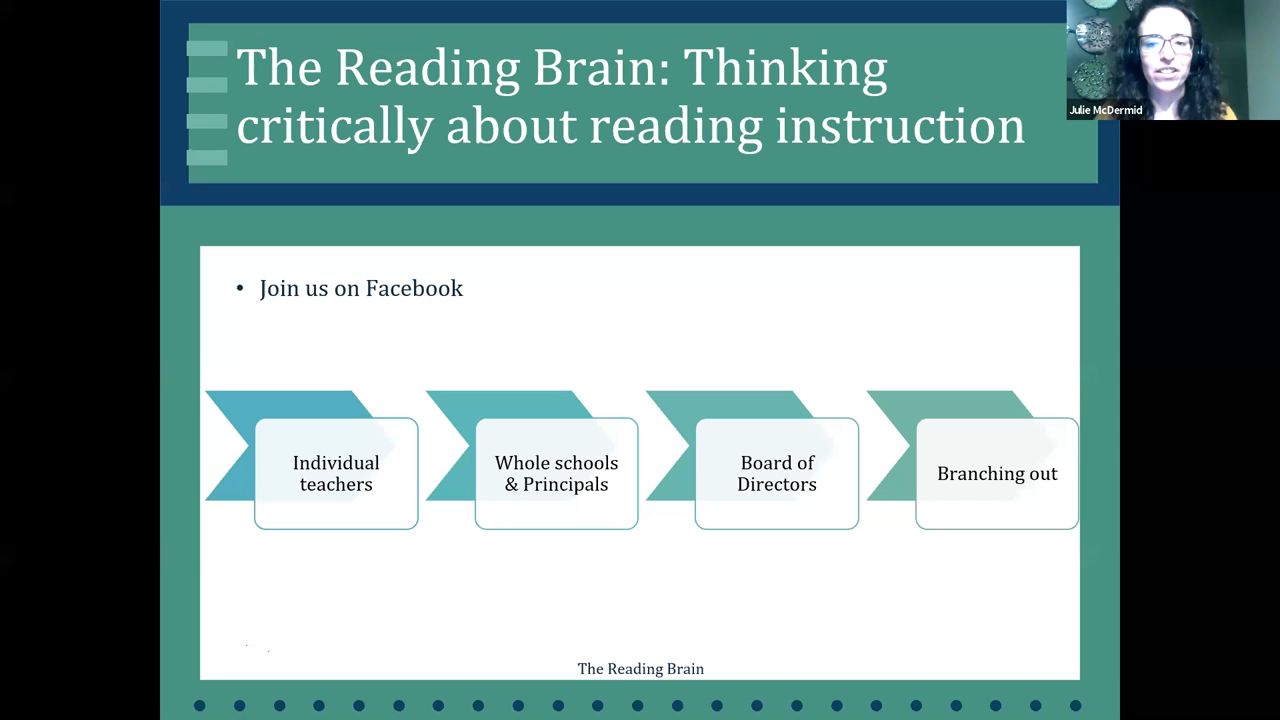 The Reading Brain: Thinking
critically about reading instruction
Julie McDermid
• Join us on Facebook
Individual
teachers
Whole schools
& Principals
Board of
Directors
Branching out
The Reading Brain